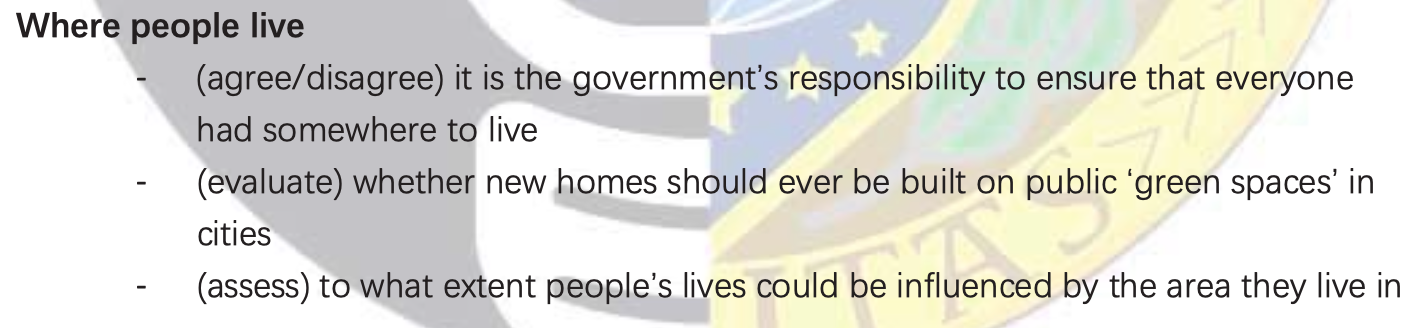 Where people live
- (agree/disagree) it is the government’s responsibility to ensure that everyone
had somewhere to live
- (evaluate) whether new homes should ever be built on public ‘green spaces’ in
cities
- (assess) to what extent people’s lives could be influenced by the area they live in
ITAS